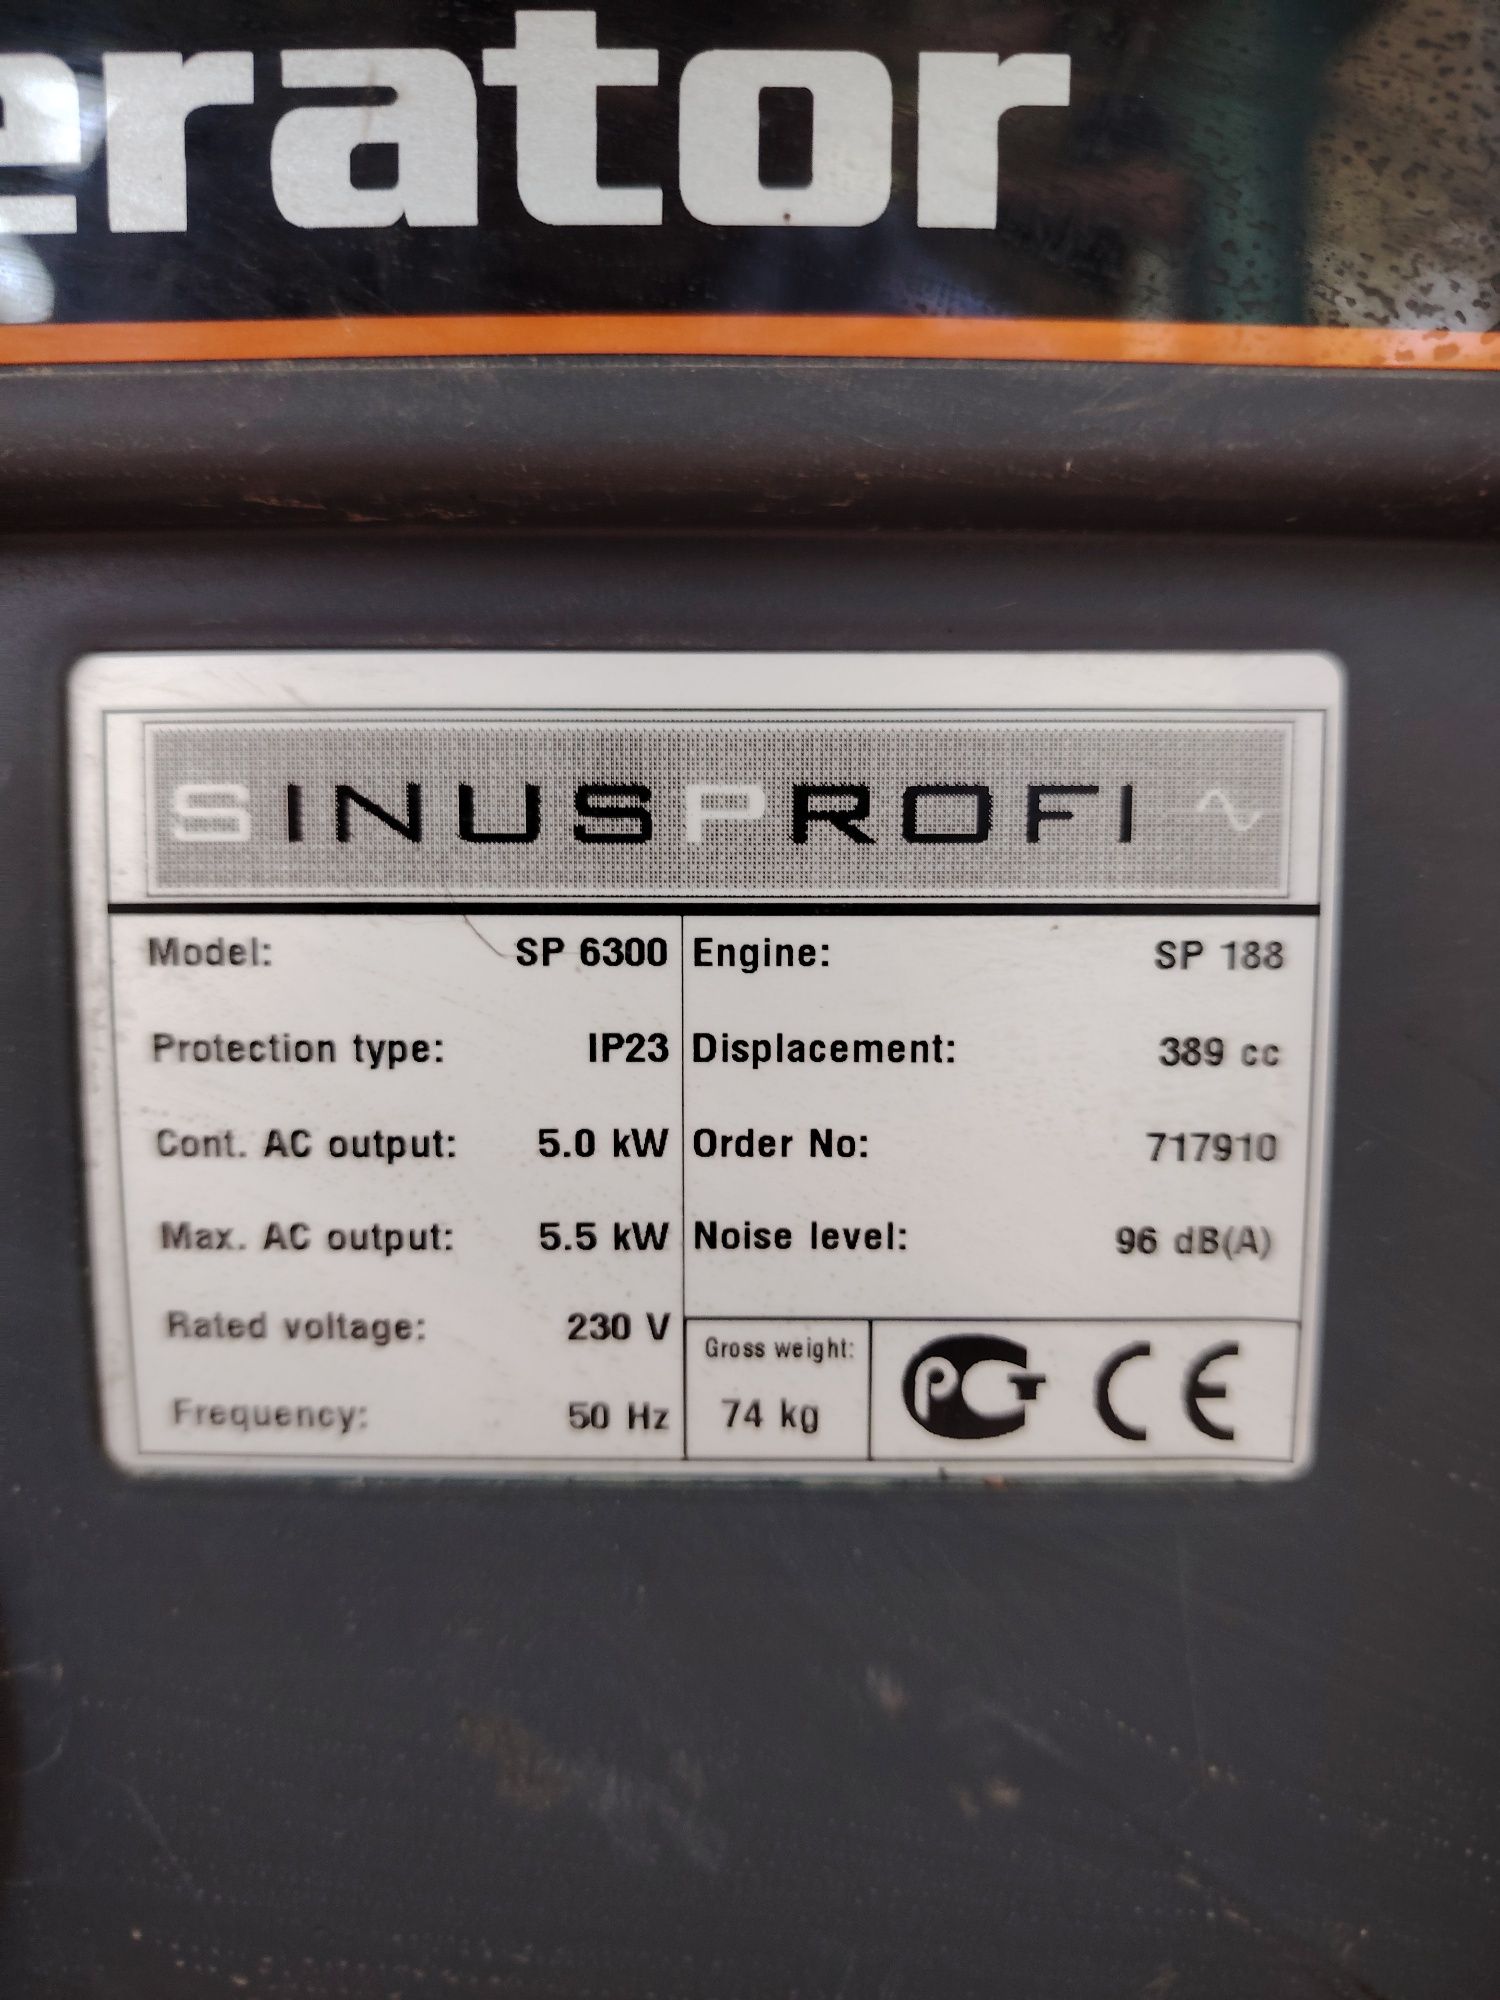 erator
SINUSPROFI
Model: SP 6300
Protection type: IP23
Cont. AC output: 5.0 kW
Max. AC output: 5.5 kW
Rated voltage: 230 V
Frequency: 50 Hz
Engine: SP 188
Displacement: 389 cc
Order No: 717910
Noise level: 96 dB(A)
Gross weight:
74 kg
РСТ CE